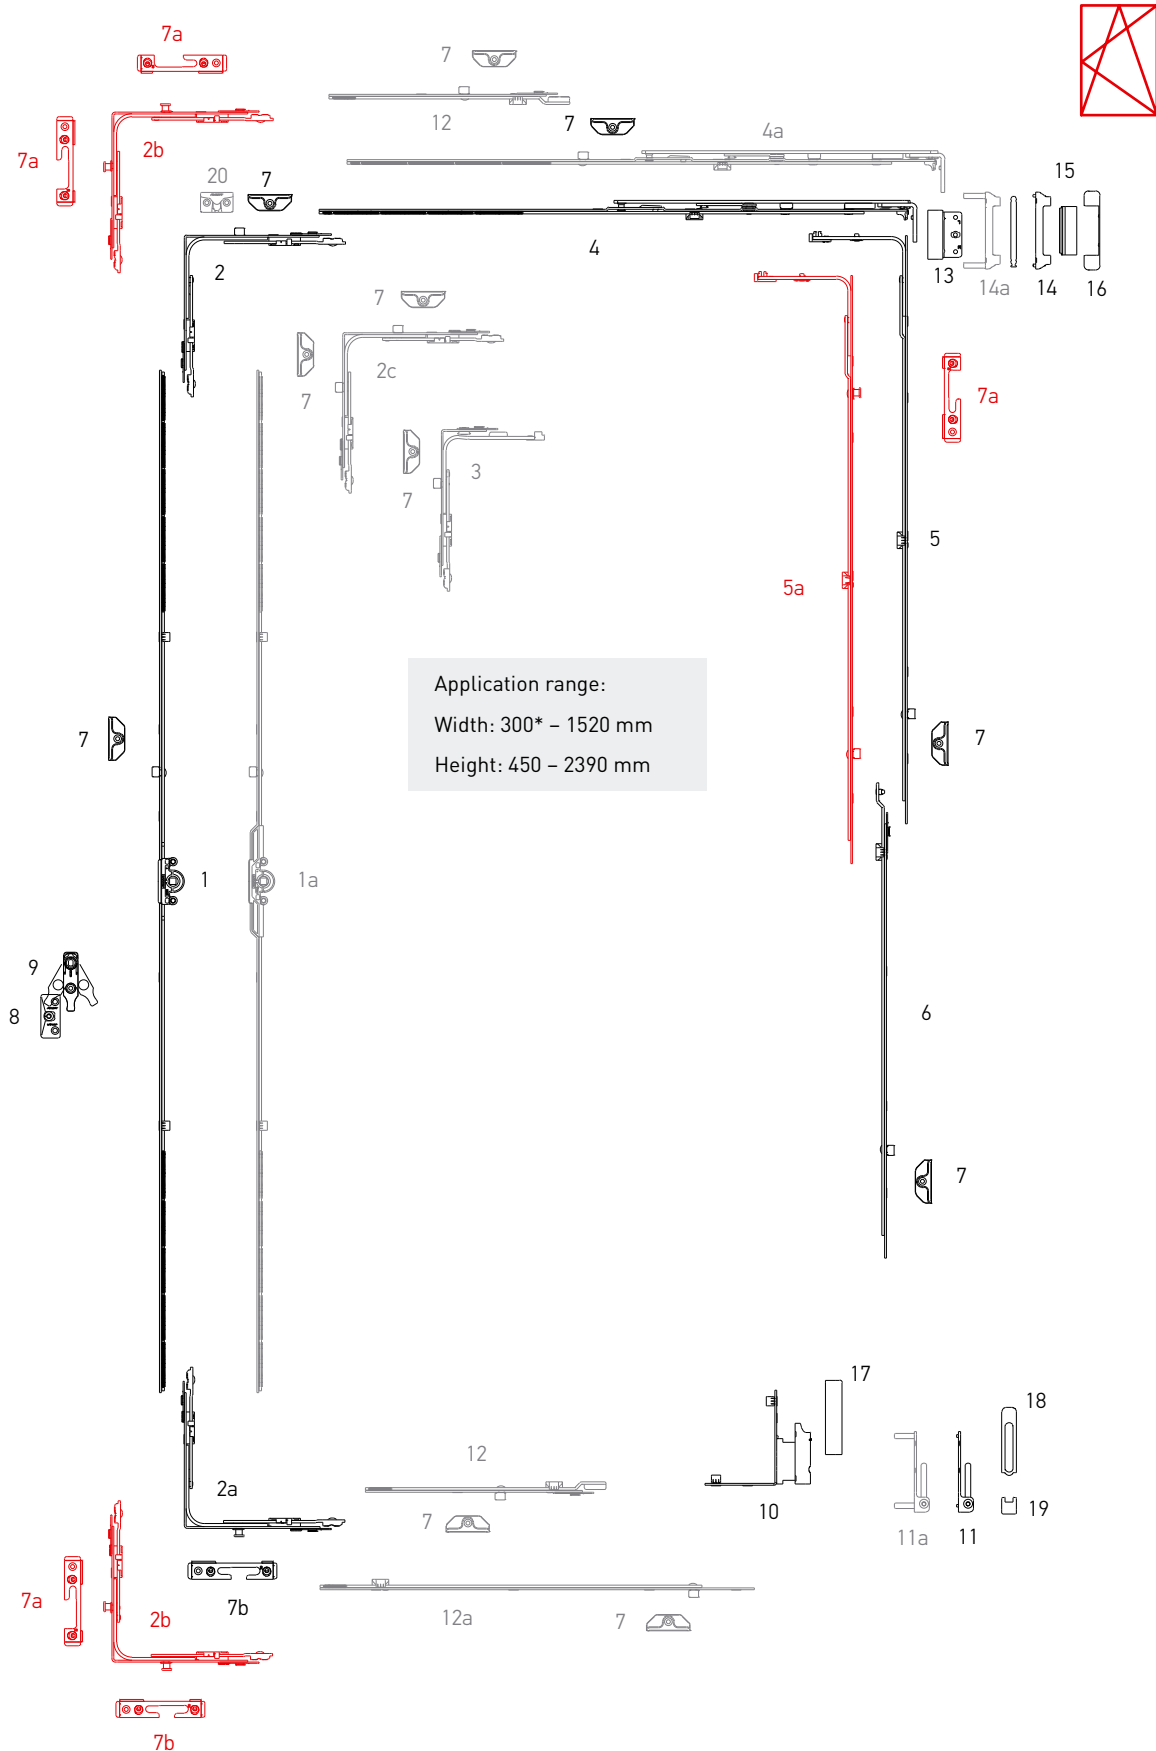 7a
7
12
7
4a
7a
2b
20
7
15
2
4
13
14a
14
16
7
2c
7
7a
3
7
5
5a
Application range:
Width: 300* – 1520 mm
Height: 450 – 2390 mm
7
7
1
1a
9
8
6
7
17
18
12
2a
10
7
11a
11
19
7a
2b
7b
12a
7
7b